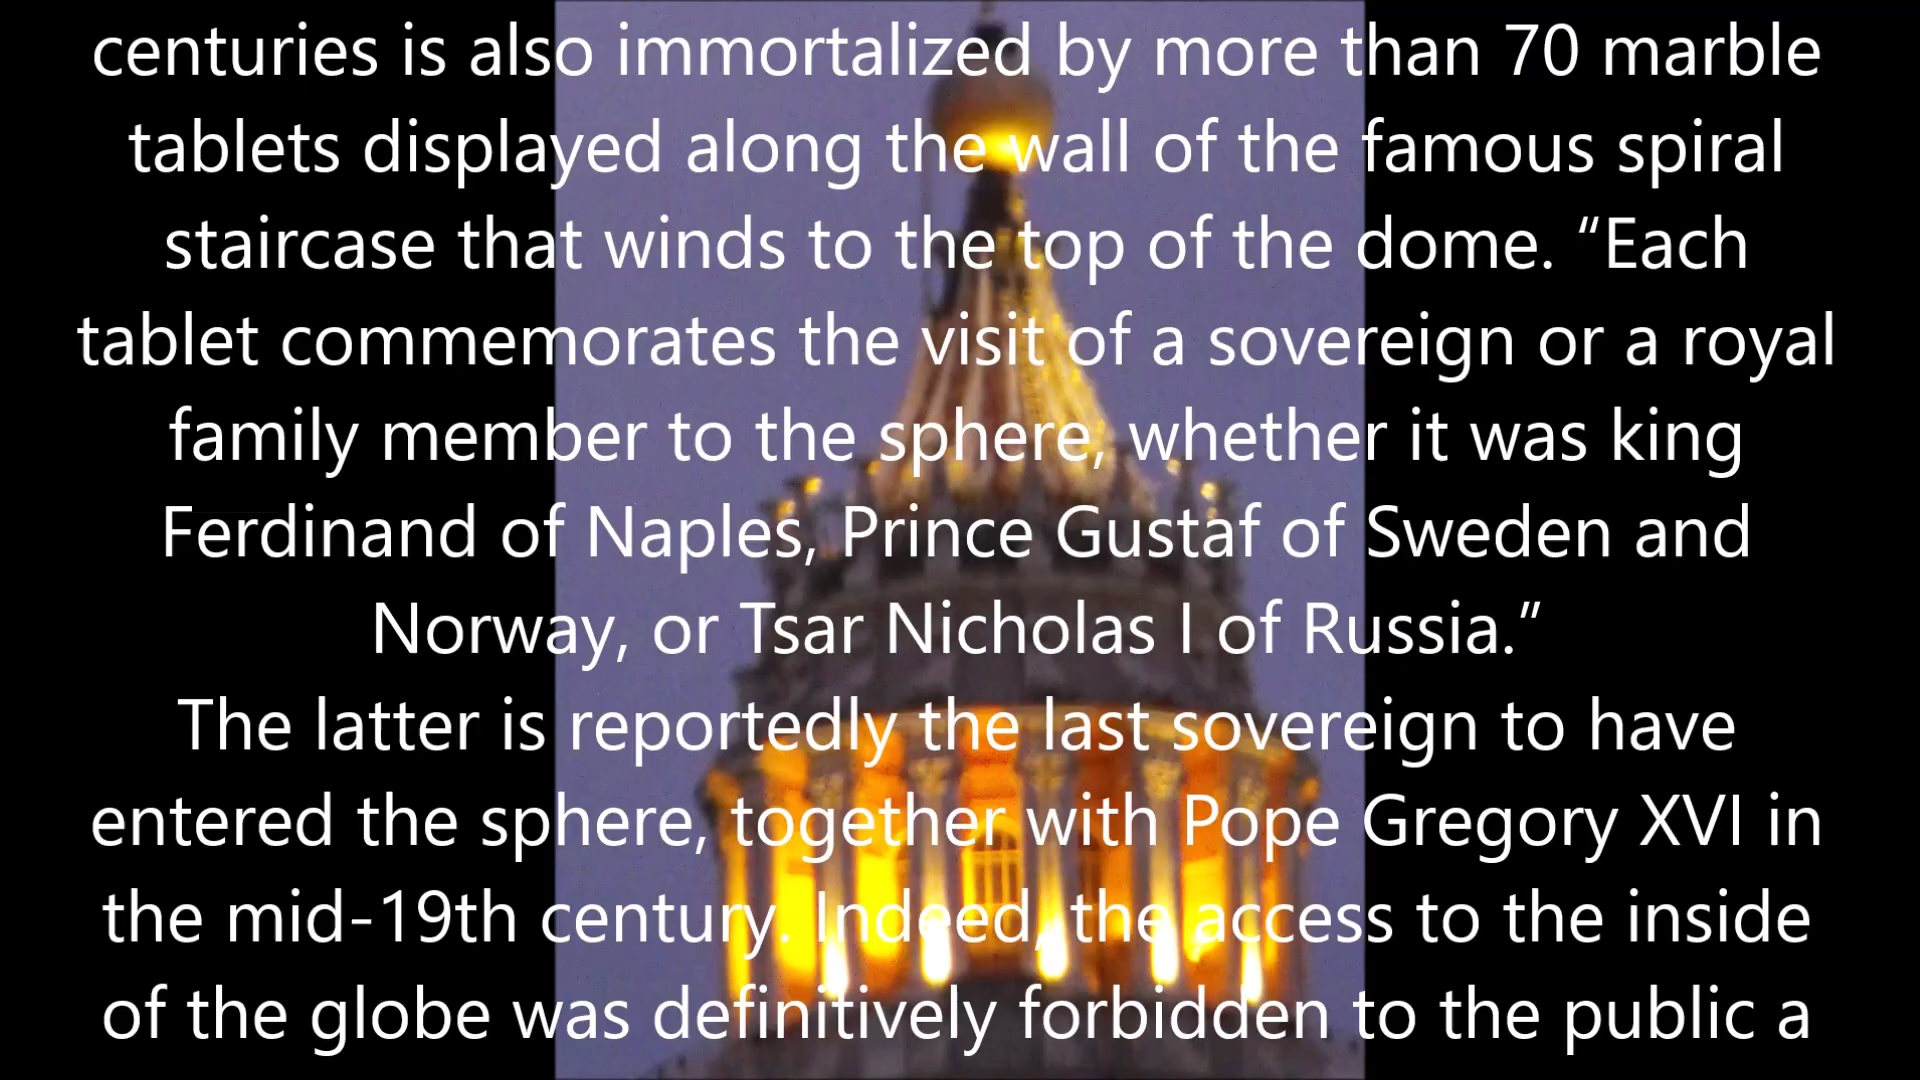 centuries is also immortalized by more than 70 marble
tablets displayed along the wall of the famous spiral
staircase that winds to the top of the dome. “Each
tablet commemorates the visit of a sovereign or a royal
family member to the sphere, whether it was king
Ferdinand of Naples, Prince Gustaf of Sweden and
Norway, or Tsar Nicholas I of Russia.”
The latter is reportedly the last sovereign to have
entered the sphere, together with Pope Gregory XVI in
the mid-19th century. Indeed, the access to the inside
of the globe was definitively forbidden to the public a